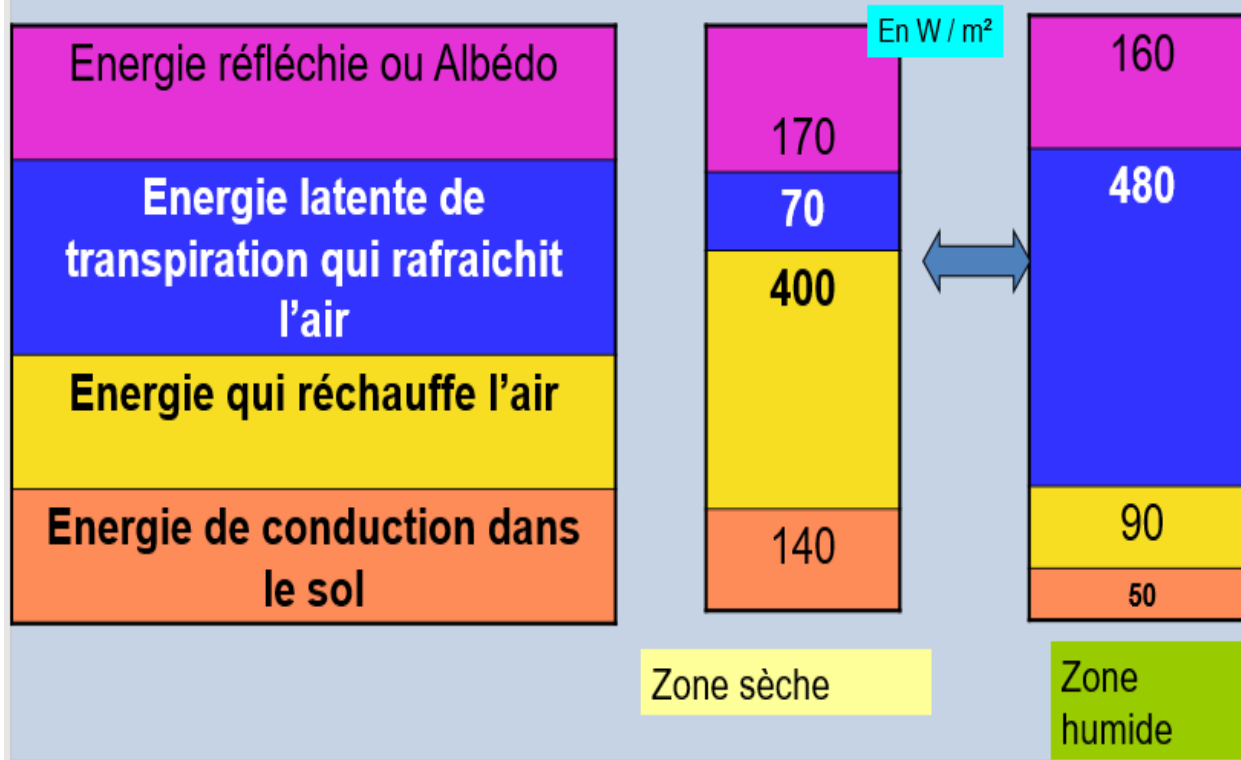 Energie réfléchie ou Albédo
Energie latente de
transpiration qui rafraichit
l'air
Energie qui réchauffe l'air
Energie de conduction dans
le sol
170
70
400
140
Zone sèche
En W / m²
160
480
90
50
Zone
humide